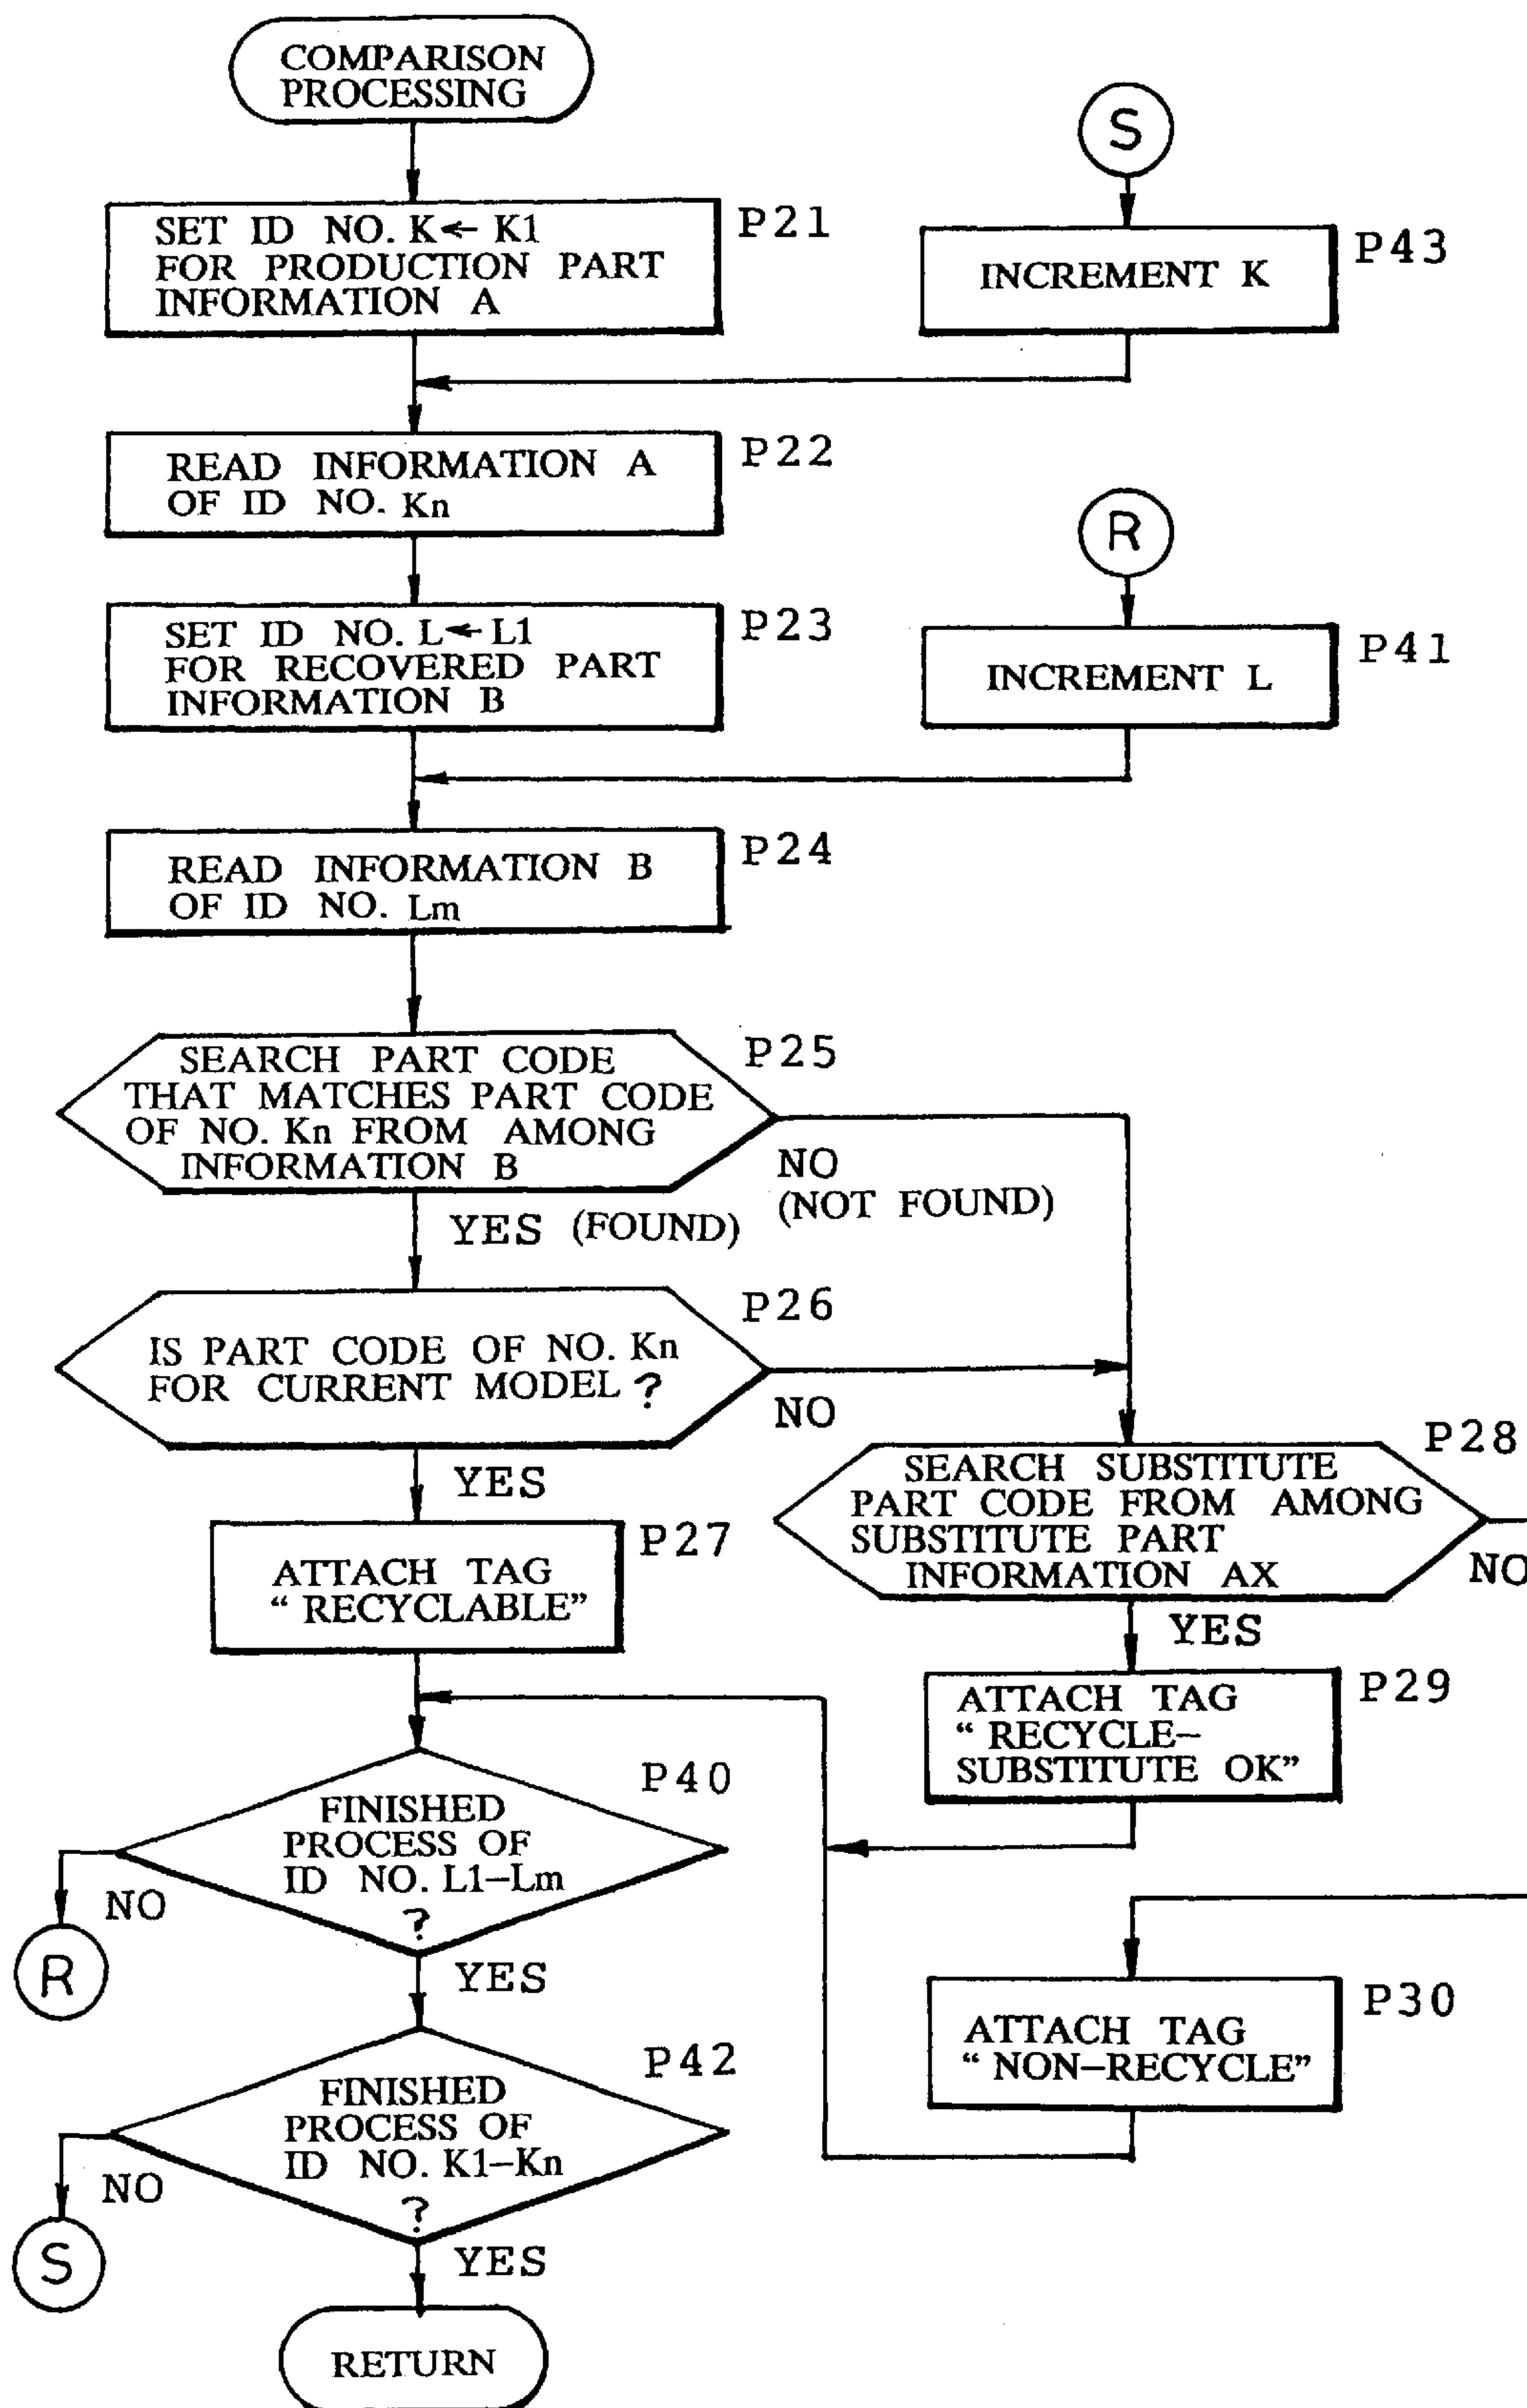 COMPARISON
PROCESSING
S
SET ID NO. K← K1
FOR PRODUCTION PART
INFORMATION A
P21
INCREMENT K
P43
READ INFORMATION A
OF ID NO. Kn
P22
R
SET ID NO. L← L1
FOR RECOVERED PART
INFORMATION B
P23
INCREMENT L
P41
READ INFORMATION B
OF ID NO. Lm
P24
SEARCH PART CODE
THAT MATCHES PART CODE
OF NO. Kn FROM AMONG
INFORMATION B
P25
NO
(NOT FOUND)
YES (FOUND)
IS PART CODE OF NO. Kn
FOR CURRENT MODEL ?
P26
NO
YES
SEARCH SUBSTITUTE
PART CODE FROM AMONG
SUBSTITUTE PART
INFORMATION AX
P28
NO
YES
ATTACH TAG
“ RECYCLABLE”
P27
ATTACH TAG
“ RECYCLE–
SUBSTITUTE OK”
P29
FINISHED
PROCESS OF
ID NO. L1–Lm
?
P40
NO
R
YES
ATTACH TAG
“ NON–RECYCLE”
P30
FINISHED
PROCESS OF
ID NO. K1–Kn
?
P42
NO
S
YES
RETURN